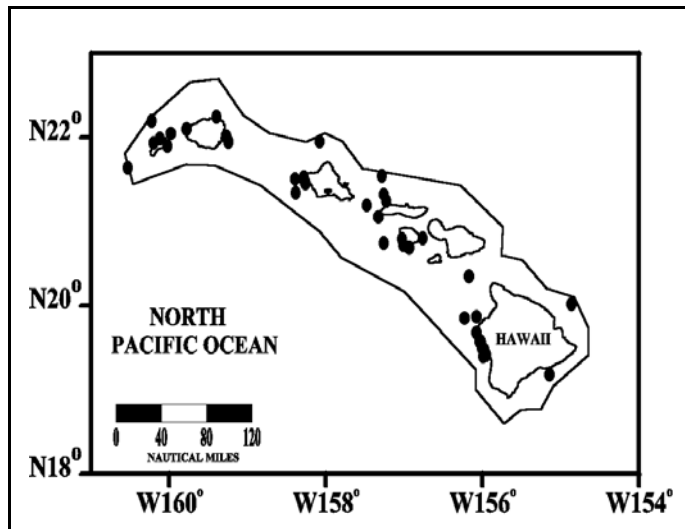 N22°
N20°
N18°
NORTH
PACIFIC OCEAN
HAWAII
0 40 80 120
NAUTICAL MILES
W160° W158° W156° W154°